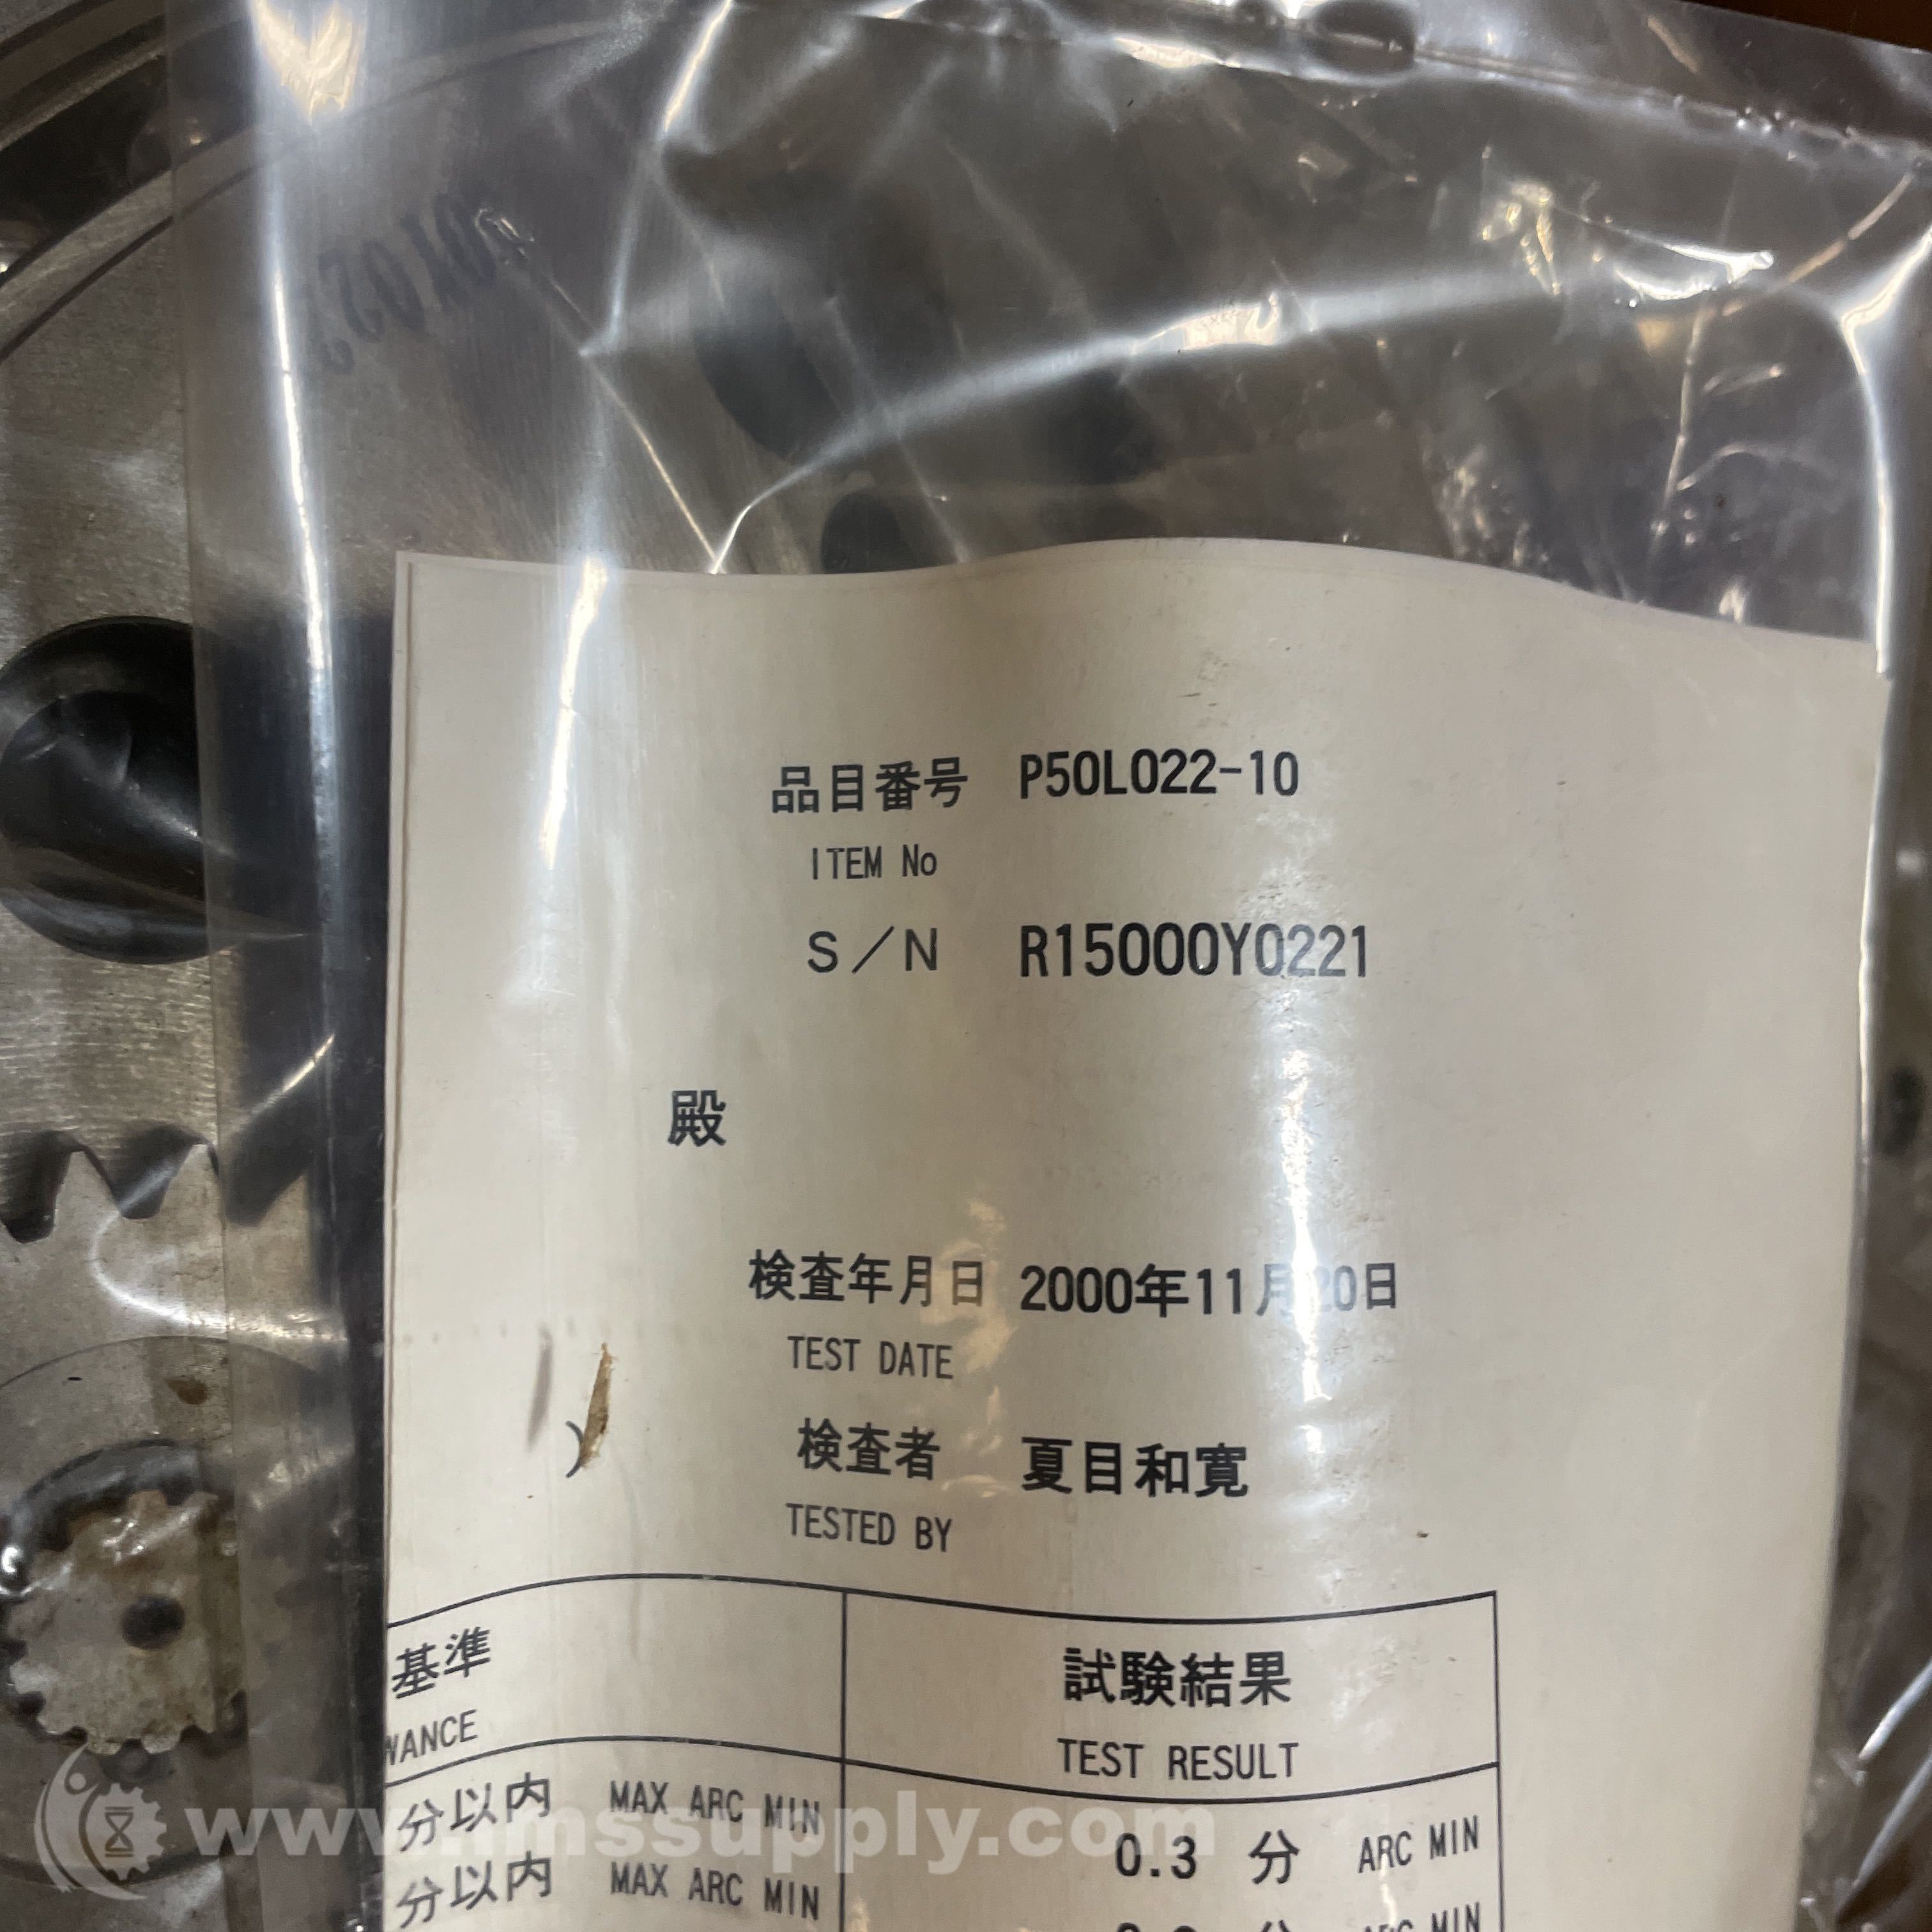 品目番号 P50L022-10
ITEM No
S/N R15000Y0221
殿
検査年月日 2000年11月20日
TEST DATE
)
検査者 夏目和寛
TESTED BY
基準 試験結果
WANCE TEST RESULT
分以内 MAX ARC MIN 0.3 分 ARC MIN
分以内 MAX ARC MIN
www.imssupply.com